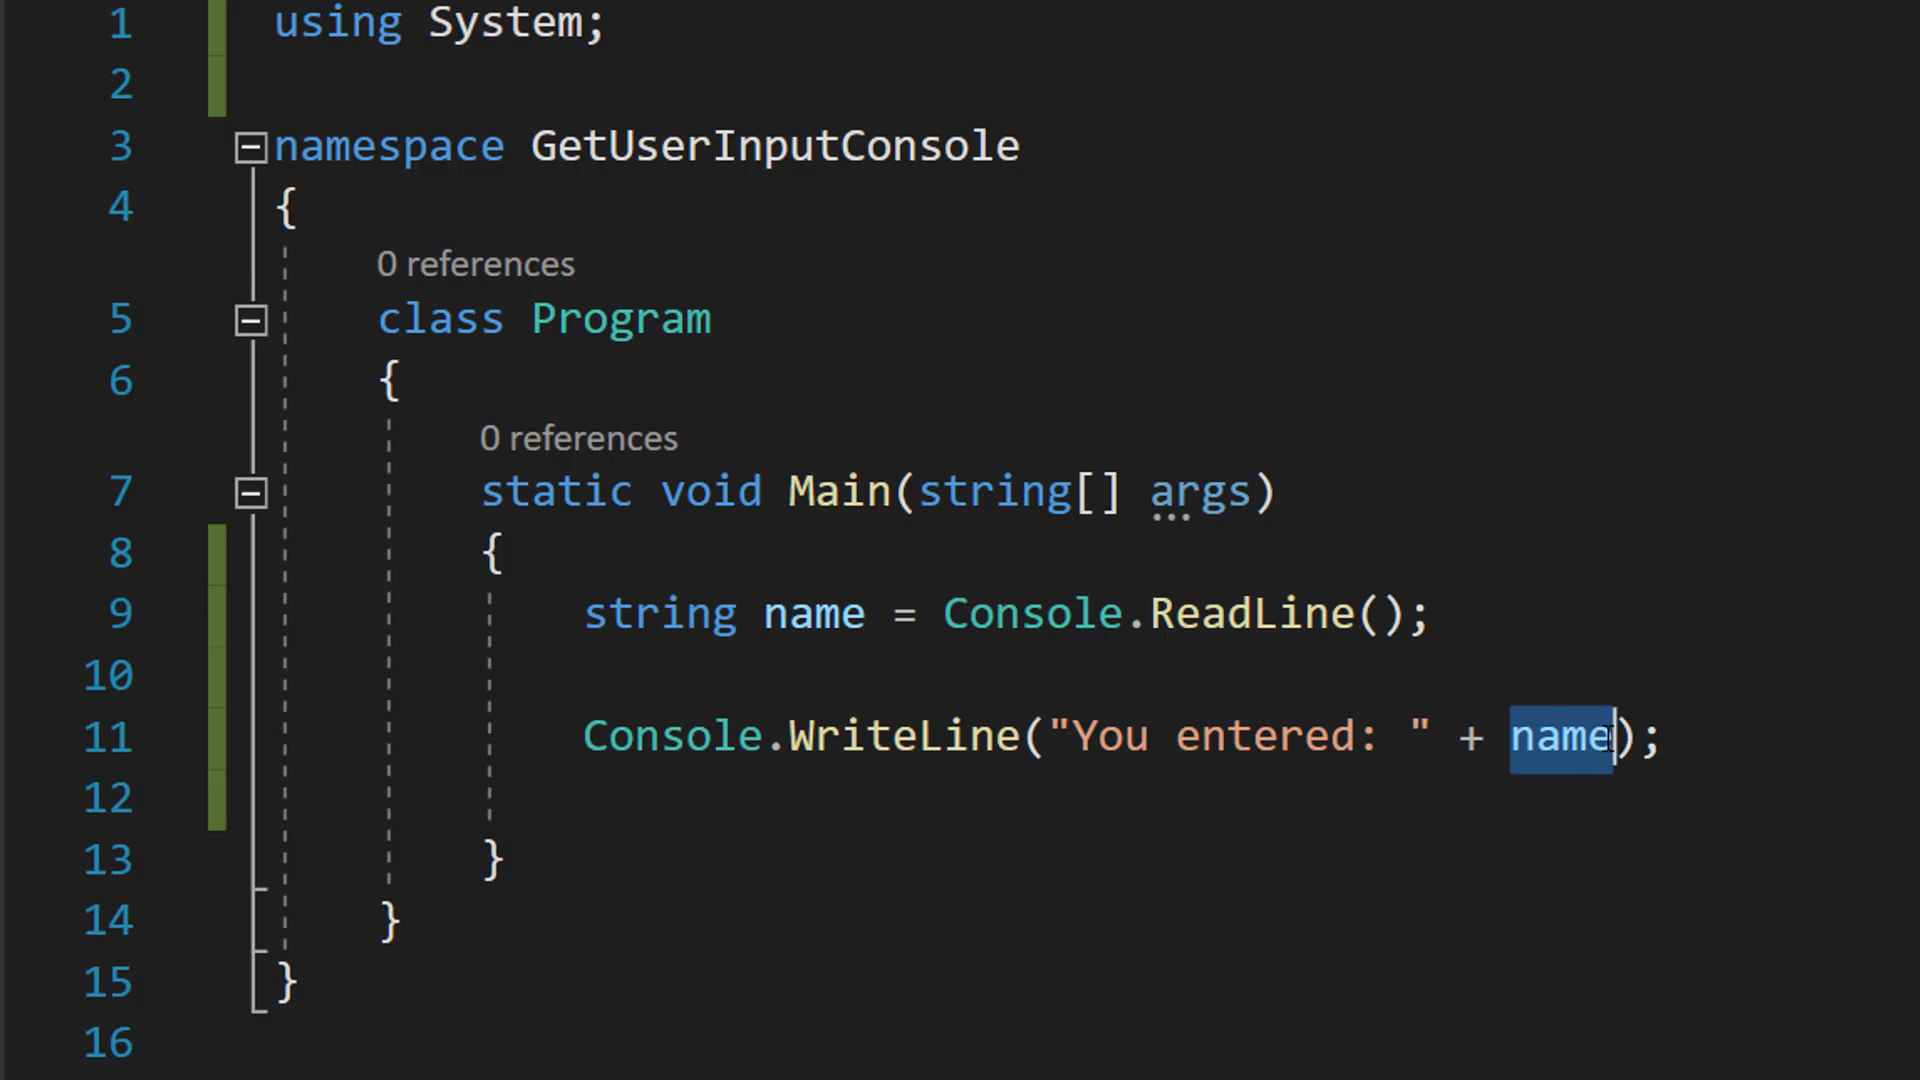 1 using System;
2
3 namespace GetUserInputConsole
4 {
0 references
5 class Program
6 {
0 references
7 static void Main(string[] args)
8 {
9 string name = Console.ReadLine();
10
11 Console.WriteLine("You entered: " + name);
12
13 }
14 }
15 }
16